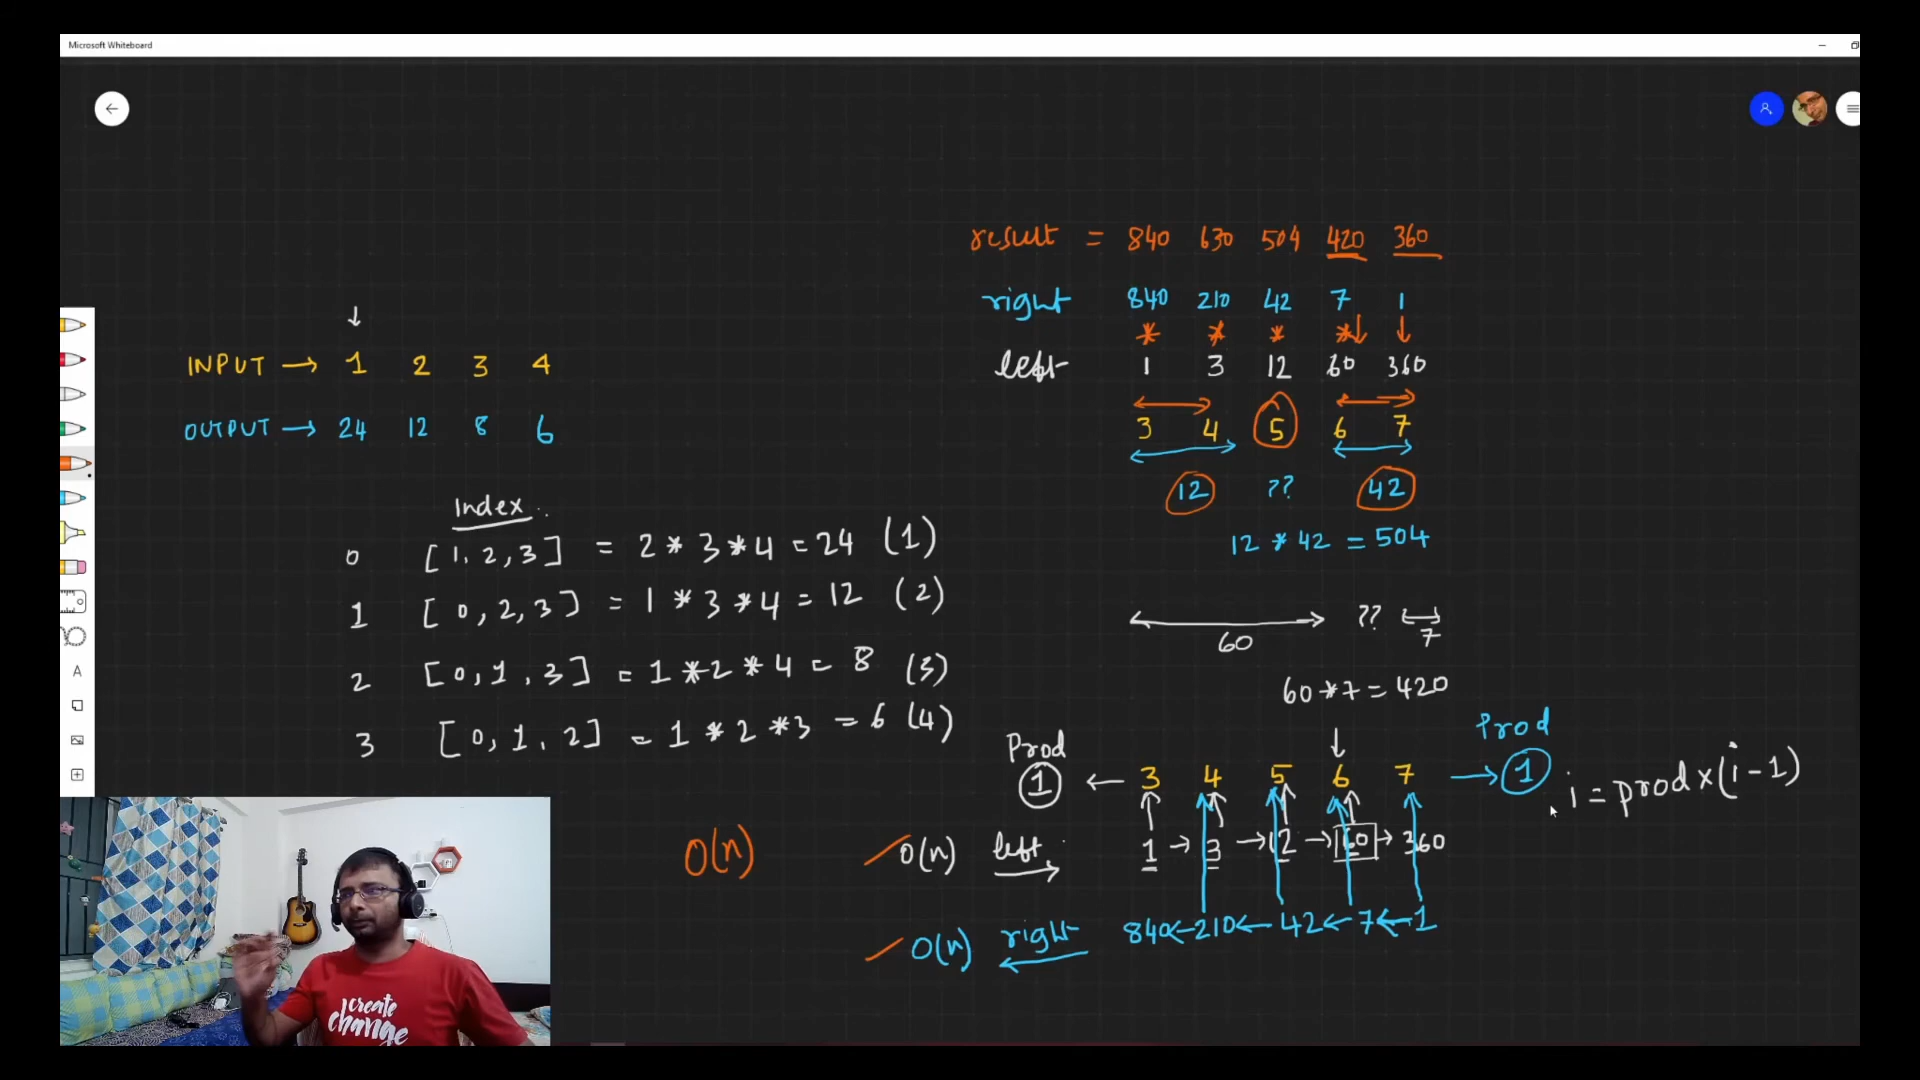 Microsoft Whiteboard
result = 840 630 504 420 360
right 840 210 42 7 1
* * * *
left 1 3 12 60 360
INPUT → 1 2 3 4
OUTPUT → 24 12 8 6
3 4 5 6 7
12 ?? 42
12 * 42 = 504
Index
0 [1,2,3] = 2*3*4 = 24 (1)
1 [0,2,3] = 1*3*4 = 12 (2)
2 [0,1,3] = 1*2*4 = 8 (3)
3 [0,1,2] = 1*2*3 = 6 (4)
60 ?? 7
60*7 = 420
Prod ① ← 3 4 5 6 7 → ① Prod
i = prod x (i-1)
O(n)
O(n) left 1 → 3 → 12 → 60 → 360
O(n) right 840 ← 210 ← 42 ← 7 ← 1
A
create
change